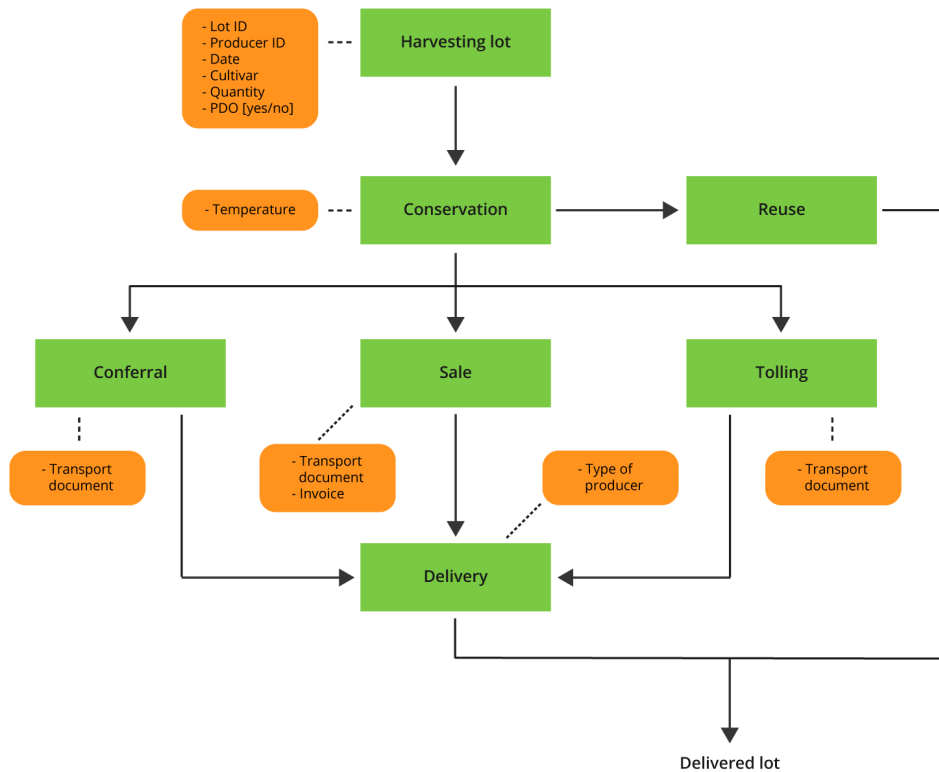 - Lot ID
- Producer ID
- Date
- Cultivar
- Quantity
- PDO [yes/no]
Harvesting lot
- Temperature
Conservation
Reuse
Conferral
Sale
Tolling
- Transport
document
- Transport
document
- Invoice
- Type of
producer
- Transport
document
Delivery
Delivered lot